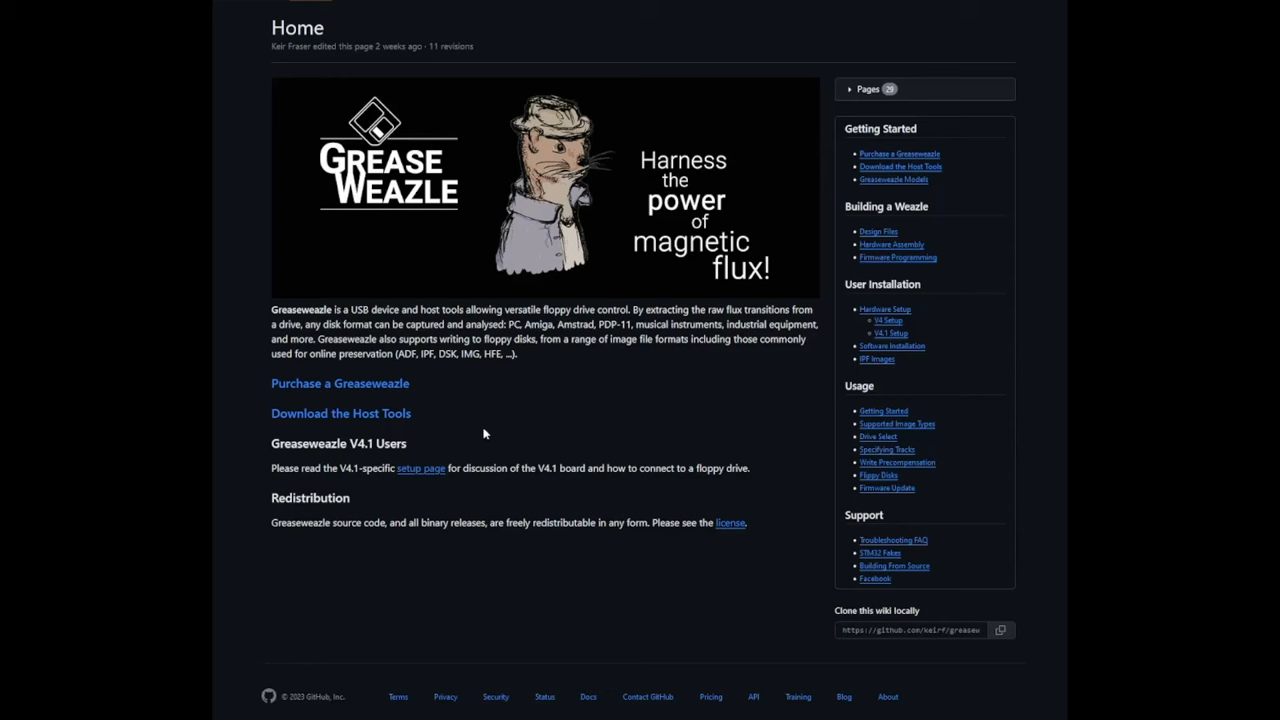 Home
Keir Fraser edited this page 2 weeks ago · 11 revisions
GREASE
WEAZLE
Harness
the
power
of
magnetic
flux!
Greaseweazle is a USB device and host tools allowing versatile floppy drive control. By extracting the raw flux transitions from
a drive, any disk format can be captured and analysed: PC, Amiga, Amstrad, PDP-11, musical instruments, industrial equipment,
and more. Greaseweazle also supports writing to floppy disks, from a range of image file formats including those commonly
used for online preservation (ADF, IPF, DSK, IMG, HFE, ...).
Purchase a Greaseweazle
Download the Host Tools
Greaseweazle V4.1 Users
Please read the V4.1-specific setup page for discussion of the V4.1 board and how to connect to a floppy drive.
Redistribution
Greaseweazle source code, and all binary releases, are freely redistributable in any form. Please see the license.
Pages 29
Getting Started
Purchase a Greaseweazle
Download the Host Tools
Greaseweazle Models
Building a Weazle
Design Files
Hardware Assembly
Firmware Programming
User Installation
Hardware Setup
V4 Setup
V4.1 Setup
Software Installation
IPF Images
Usage
Getting Started
Supported Image Types
Drive Select
Specifying Tracks
Write Precompensation
Flippy Disks
Firmware Update
Support
Troubleshooting FAQ
STM32 Fakes
Building From Source
Facebook
Clone this wiki locally
https://github.com/keirf/greasew
© 2023 GitHub, Inc.
Terms
Privacy
Security
Status
Docs
Contact GitHub
Pricing
API
Training
Blog
About